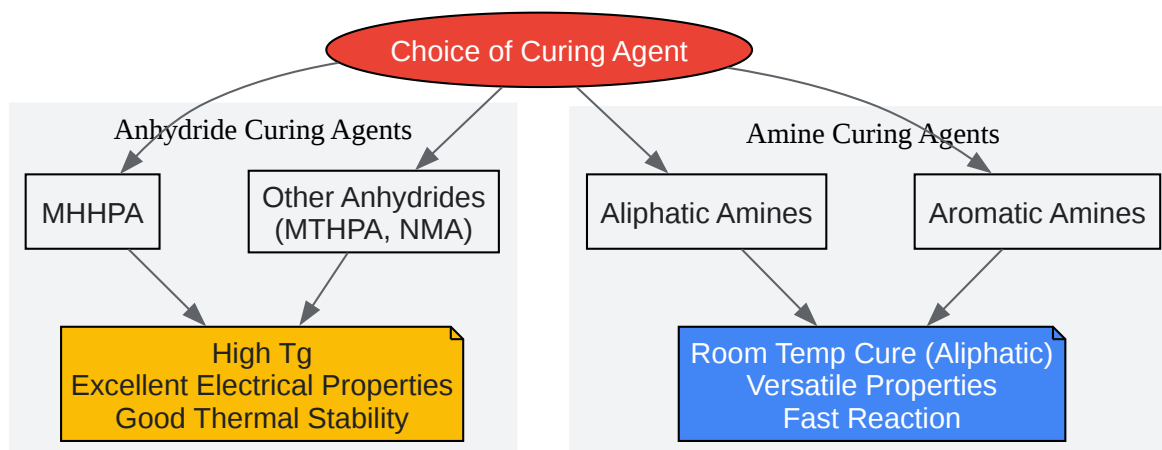 Choice of Curing Agent
Anhydride Curing Agents
MHHPA
Other Anhydrides
(MTHPA, NMA)
High Tg
Excellent Electrical Properties
Good Thermal Stability
Amine Curing Agents
Aliphatic Amines
Aromatic Amines
Room Temp Cure (Aliphatic)
Versatile Properties
Fast Reaction